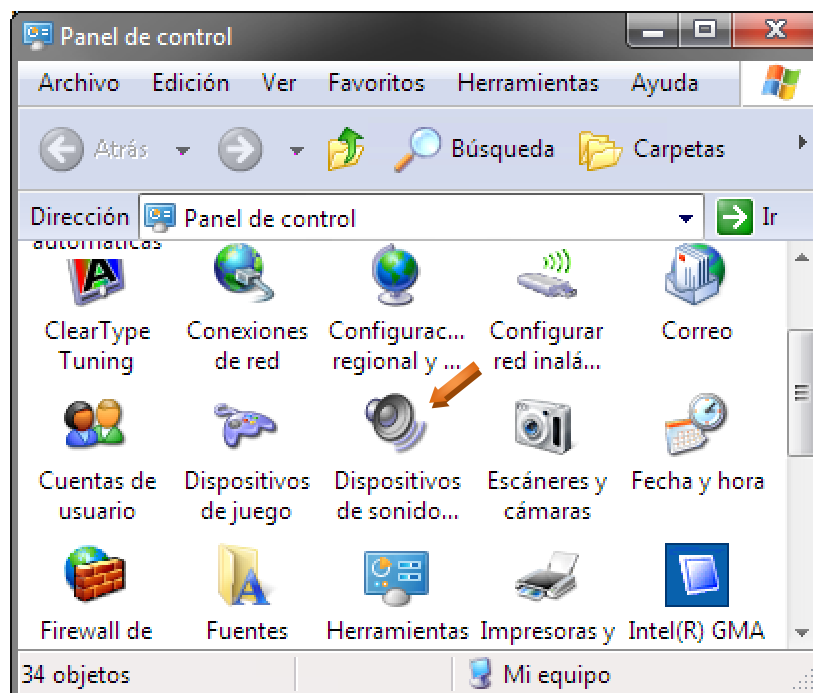 Panel de control
Archivo Edición Ver Favoritos Herramientas Ayuda
Atrás Búsqueda Carpetas
Dirección Panel de control Ir
automáticas
ClearType Tuning
Conexiones de red
Configurac... regional y ...
Configurar red inalá...
Correo
Cuentas de usuario
Dispositivos de juego
Dispositivos de sonido...
Escáneres y cámaras
Fecha y hora
Firewall de
Fuentes
Herramientas
Impresoras y
Intel(R) GMA
34 objetos Mi equipo